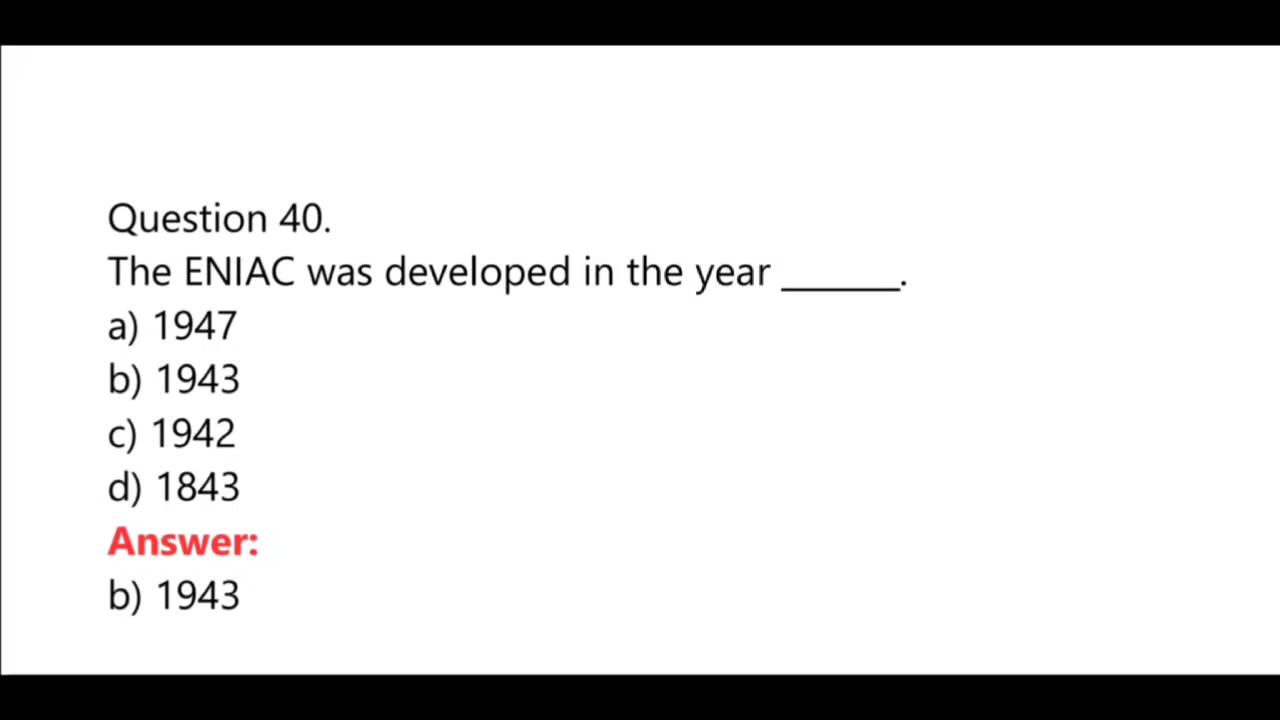 Question 40.
The ENIAC was developed in the year ______.
a) 1947
b) 1943
c) 1942
d) 1843
Answer:
b) 1943